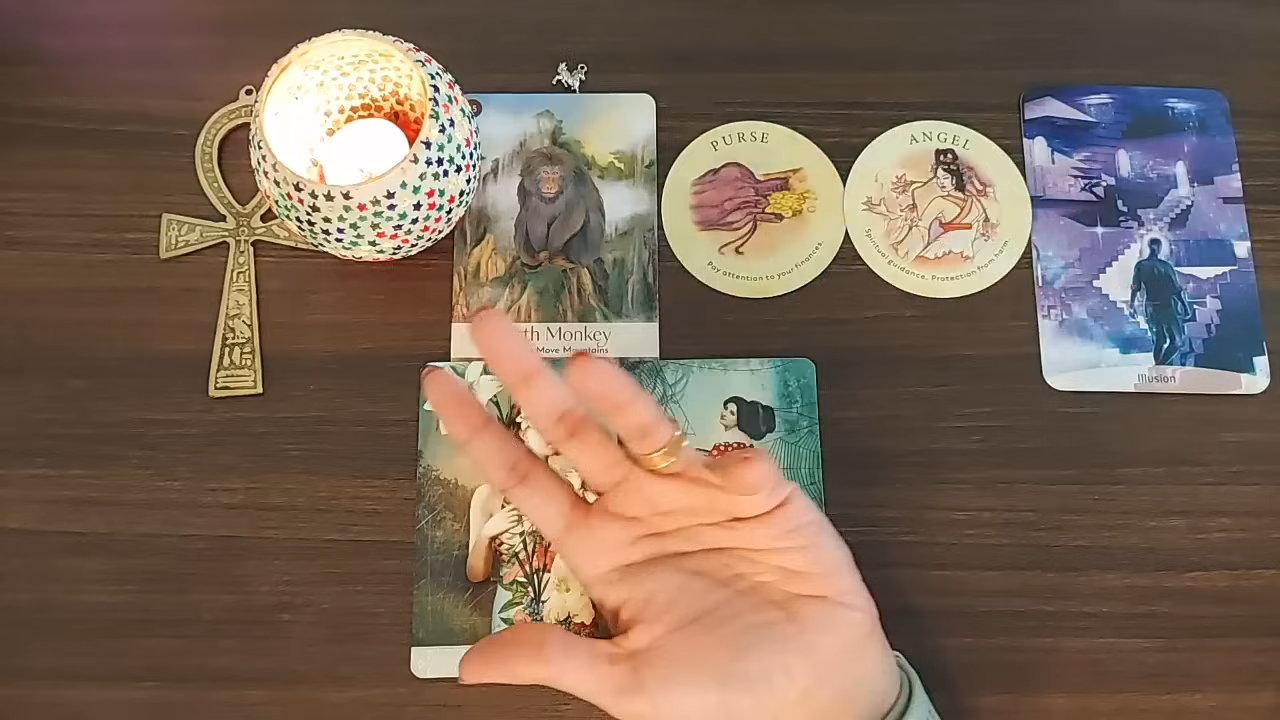 th Monkey
Move Mountains
PURSE
Pay attention to your finances.
ANGEL
Spiritual guidance. Protection from harm.
Illusion